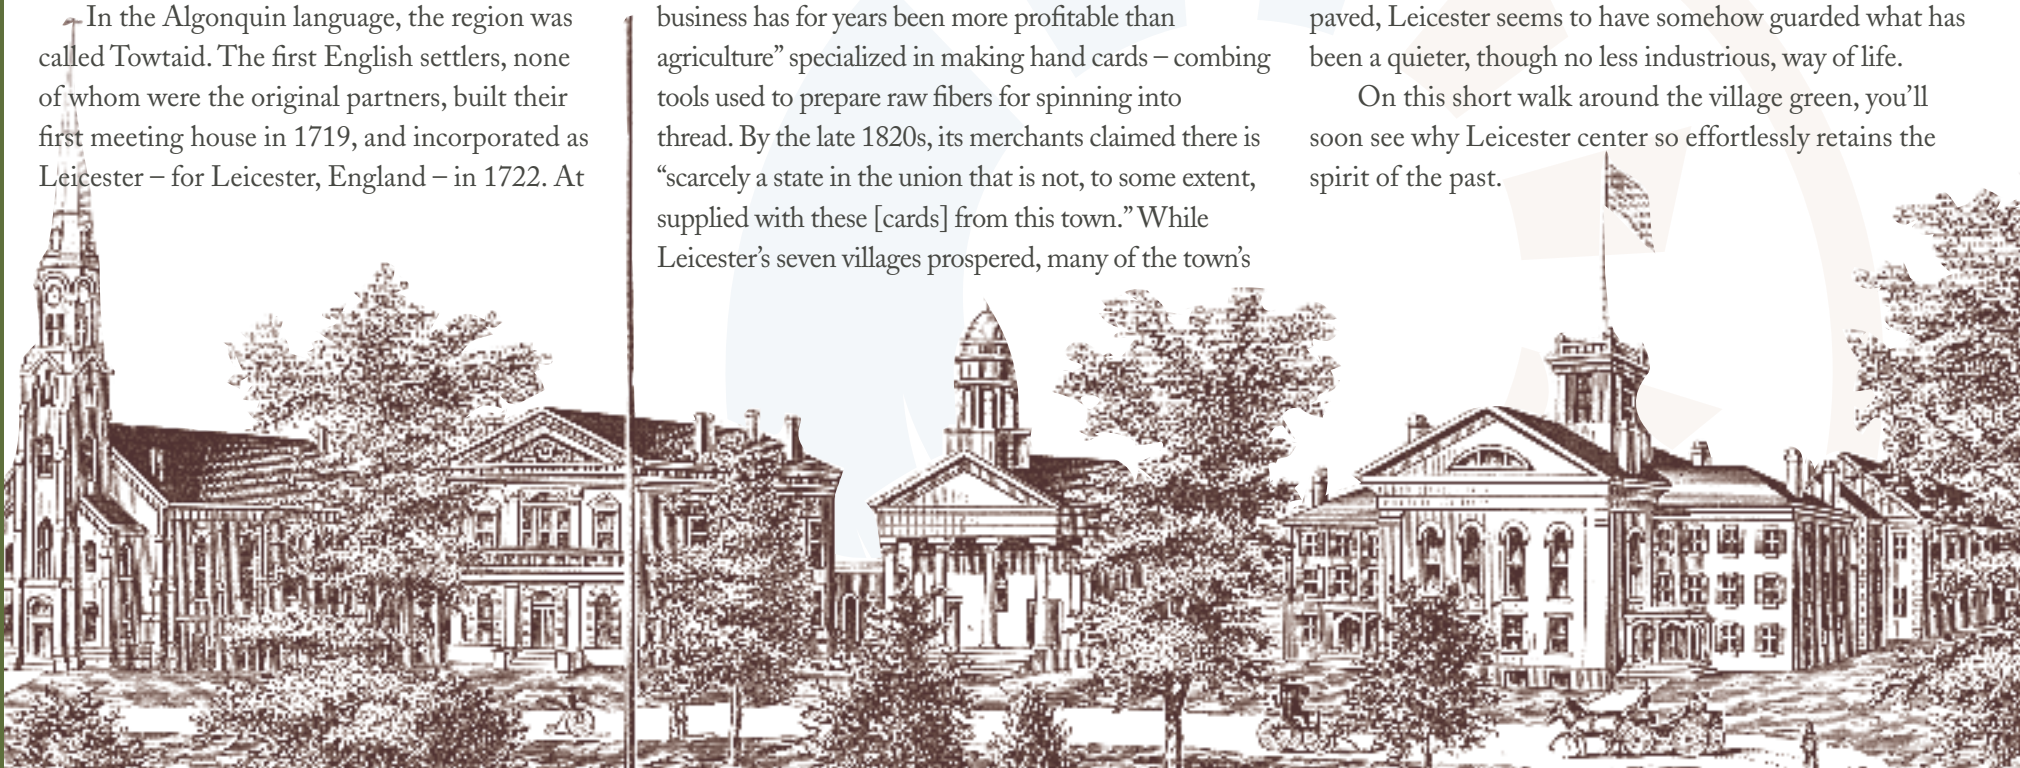 In the Algonquin language, the region was
called Towtaid. The first English settlers, none
of whom were the original partners, built their
first meeting house in 1719, and incorporated as
Leicester – for Leicester, England – in 1722. At
business has for years been more profitable than
agriculture” specialized in making hand cards – combing
tools used to prepare raw fibers for spinning into
thread. By the late 1820s, its merchants claimed there is
“scarcely a state in the union that is not, to some extent,
supplied with these [cards] from this town.” While
Leicester’s seven villages prospered, many of the town’s
paved, Leicester seems to have somehow guarded what has
been a quieter, though no less industrious, way of life.
On this short walk around the village green, you’ll
soon see why Leicester center so effortlessly retains the
spirit of the past.